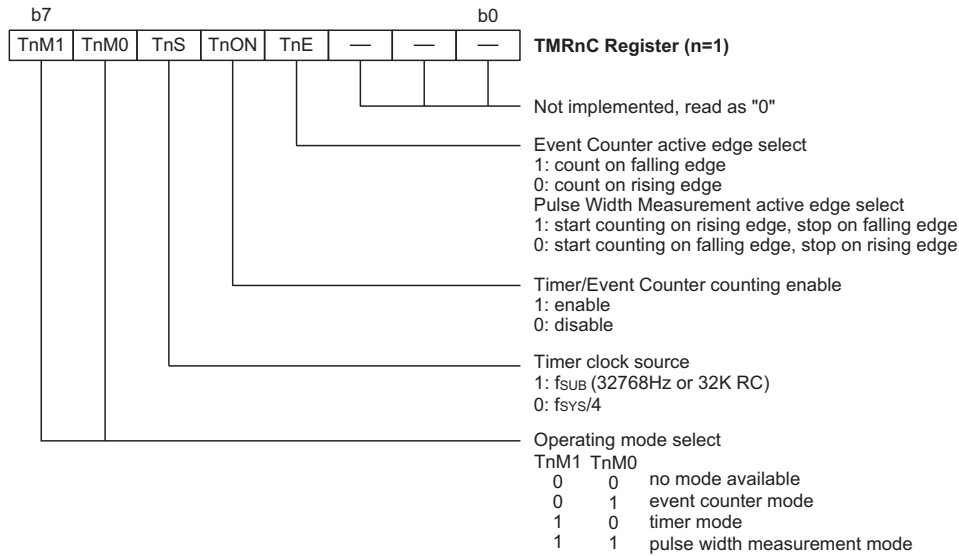 b7 b0
TnM1 TnM0 TnS TnON TnE — — — TMRnC Register (n=1)
Not implemented, read as "0"
Event Counter active edge select
1: count on falling edge
0: count on rising edge
Pulse Width Measurement active edge select
1: start counting on rising edge, stop on falling edge
0: start counting on falling edge, stop on rising edge
Timer/Event Counter counting enable
1: enable
0: disable
Timer clock source
1: fSUB (32768Hz or 32K RC)
0: fSYS/4
Operating mode select
TnM1 TnM0
0 0 no mode available
0 1 event counter mode
1 0 timer mode
1 1 pulse width measurement mode